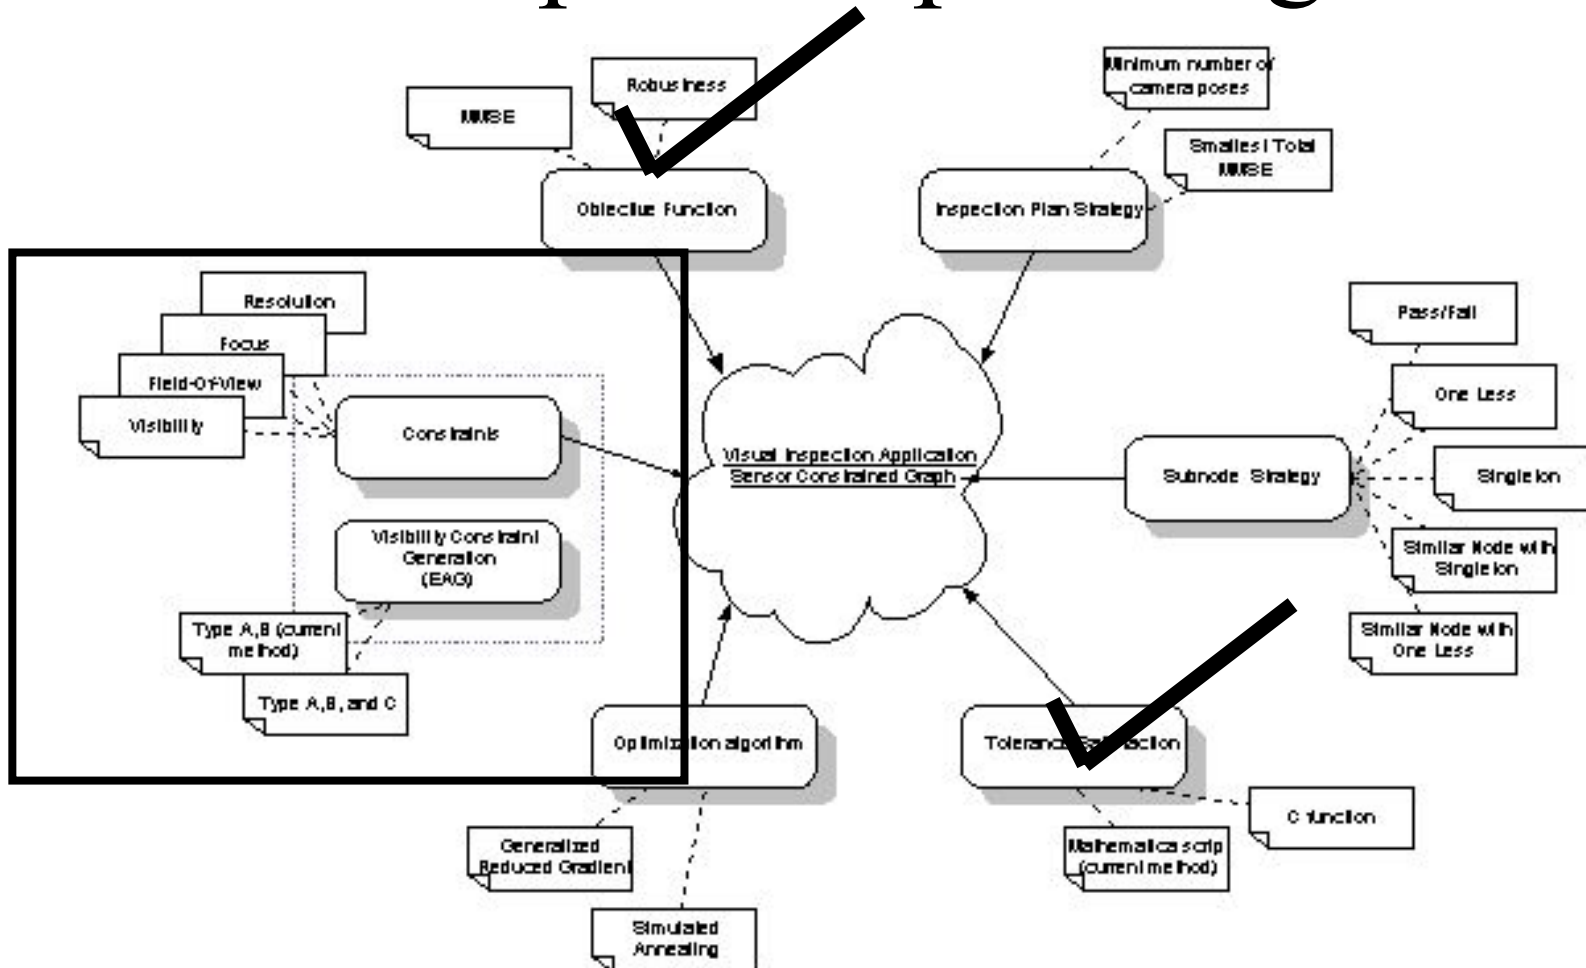 Robustness
MMSE
Objective Function
Minimum number of
camera poses
Smallest Total
MMSE
Inspection Plan Strategy
Resolution
Focus
Field-Of-View
Visibility
Constraints
Visibility Constraint
Generation
(EAG)
Type A,B (current
method)
Type A,B, and C
Visual Inspection Application
Sensor Constrained Graph
Pass/Fail
One Less
Singleton
Similar Node with
Singleton
Similar Node with
One Less
Subnode Strategy
Optimization algorithm
Generalized
Reduced Gradient
Simulated
Annealing
Tolerance
C function
Mathematica scrip
(current method)